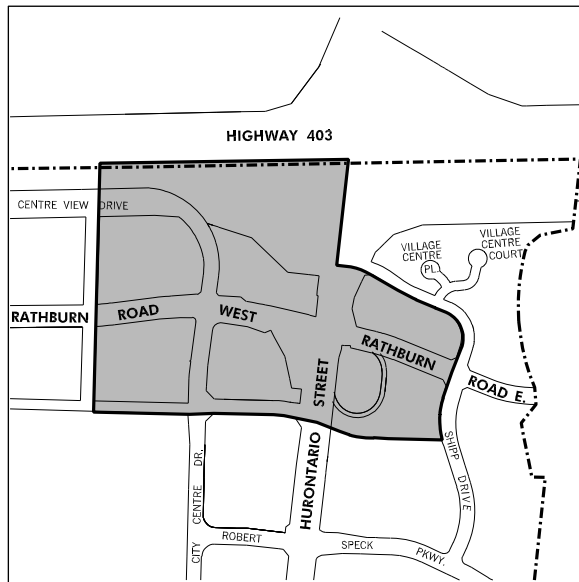 HIGHWAY 403
CENTRE VIEW DRIVE
VILLAGE
CENTRE
PL.
VILLAGE
CENTRE
COURT
RATHBURN ROAD WEST
RATHBURN
ROAD E.
HURONTARIO STREET
SHIPP DRIVE
CITY CENTRE DR.
ROBERT SPECK PKWY.